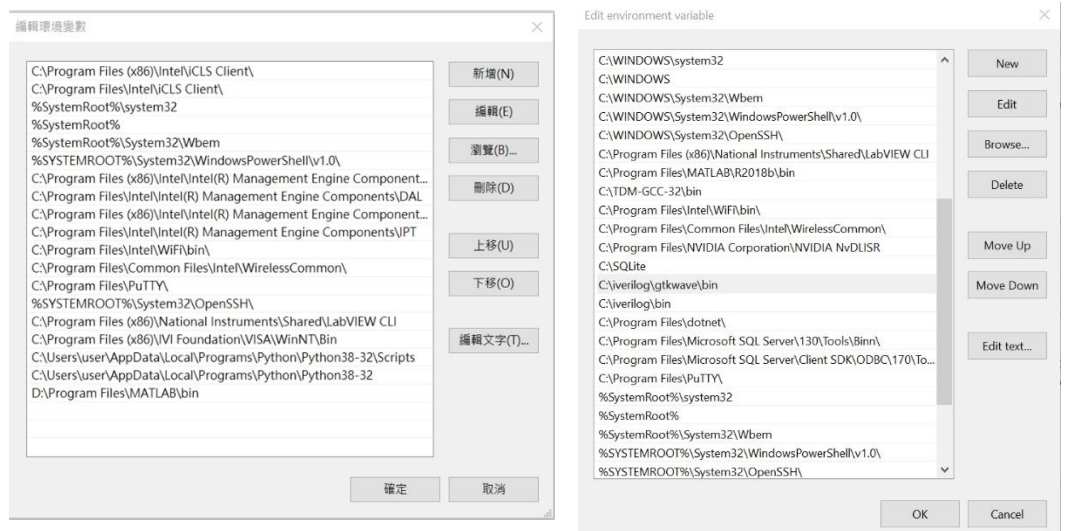 編輯環境變數
C:\Program Files (x86)\Intel\iCLS Client\
C:\Program Files\Intel\iCLS Client\
%SystemRoot%\system32
%SystemRoot%
%SystemRoot%\System32\Wbem
%SYSTEMROOT%\System32\WindowsPowerShell\v1.0\
C:\Program Files (x86)\Intel\Intel(R) Management Engine Component...
C:\Program Files\Intel\Intel(R) Management Engine Components\DAL
C:\Program Files (x86)\Intel\Intel(R) Management Engine Component...
C:\Program Files\Intel\Intel(R) Management Engine Components\IPT
C:\Program Files\Intel\WiFi\bin\
C:\Program Files\Common Files\Intel\WirelessCommon\
C:\Program Files\PuTTY\
%SYSTEMROOT%\System32\OpenSSH\
C:\Program Files (x86)\National Instruments\Shared\LabVIEW CLI
C:\Program Files (x86)\IVI Foundation\VISA\WinNT\Bin
C:\Users\user\AppData\Local\Programs\Python\Python38-32\Scripts
C:\Users\user\AppData\Local\Programs\Python\Python38-32
D:\Program Files\MATLAB\bin
新增(N)
編輯(E)
瀏覽(B)...
刪除(D)
上移(U)
下移(O)
編輯文字(T)...
確定
取消
Edit environment variable
C:\WINDOWS\system32
C:\WINDOWS
C:\WINDOWS\System32\Wbem
C:\WINDOWS\System32\WindowsPowerShell\v1.0\
C:\WINDOWS\System32\OpenSSH\
C:\Program Files (x86)\National Instruments\Shared\LabVIEW CLI
C:\Program Files\MATLAB\R2018b\bin
C:\TDM-GCC-32\bin
C:\Program Files\Intel\WiFi\bin\
C:\Program Files\Common Files\Intel\WirelessCommon\
C:\Program Files\NVIDIA Corporation\NVIDIA NvDLISR
C:\SQLite
C:\iverilog\gtkwave\bin
C:\iverilog\bin
C:\Program Files\dotnet\
C:\Program Files\Microsoft SQL Server\130\Tools\Binn\
C:\Program Files\Microsoft SQL Server\Client SDK\ODBC\170\To...
C:\Program Files\PuTTY\
%SystemRoot%\system32
%SystemRoot%
%SystemRoot%\System32\Wbem
%SYSTEMROOT%\System32\WindowsPowerShell\v1.0\
%SYSTEMROOT%\System32\OpenSSH\
New
Edit
Browse...
Delete
Move Up
Move Down
Edit text...
OK
Cancel